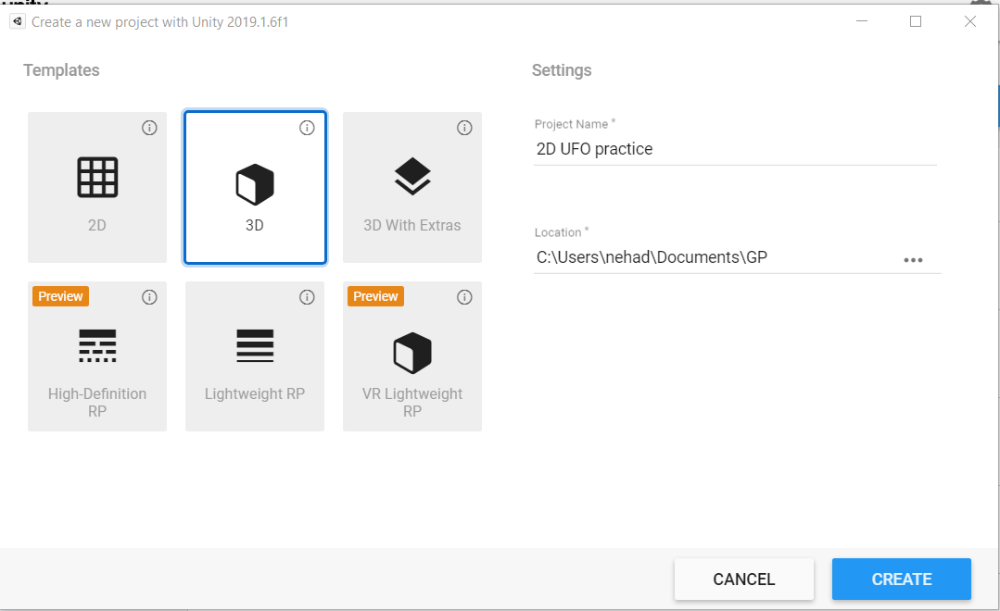 unity
Create a new project with Unity 2019.1.6f1
Templates
Settings
2D
3D
3D With Extras
Preview
High-Definition
RP
Lightweight RP
Preview
VR Lightweight
RP
Project Name *
2D UFO practice
Location *
C:\Users\nehad\Documents\GP
CANCEL
CREATE